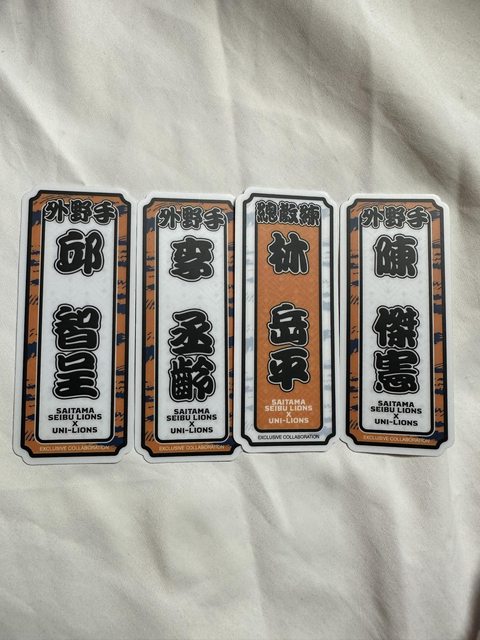 外野手
邱
智呈
SAITAMA
SEIBU LIONS
X
UNI-LIONS
EXCLUSIVE COLLABORATION
外野手
李
丞齡
SAITAMA
SEIBU LIONS
X
UNI-LIONS
EXCLUSIVE COLLABORATION
總教練
林
岳平
SAITAMA
SEIBU LIONS
X
UNI-LIONS
EXCLUSIVE COLLABORATION
外野手
陳
傑憲
SAITAMA
SEIBU LIONS
X
UNI-LIONS
EXCLUSIVE COLLABORATION